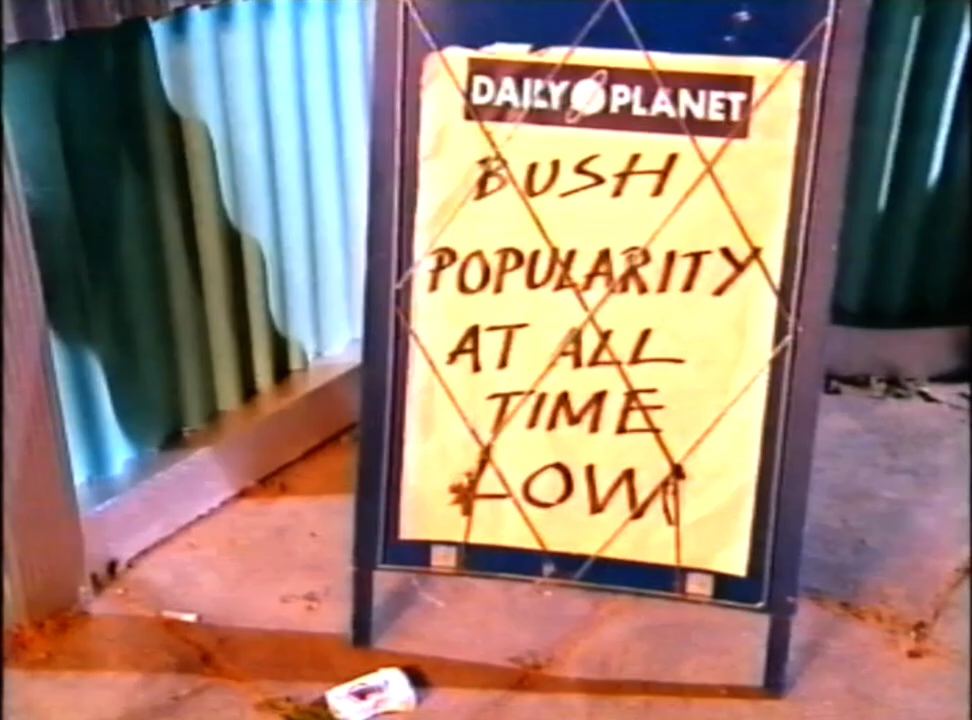 DAILY PLANET
BUSH
POPULARITY
AT ALL
TIME
LOW